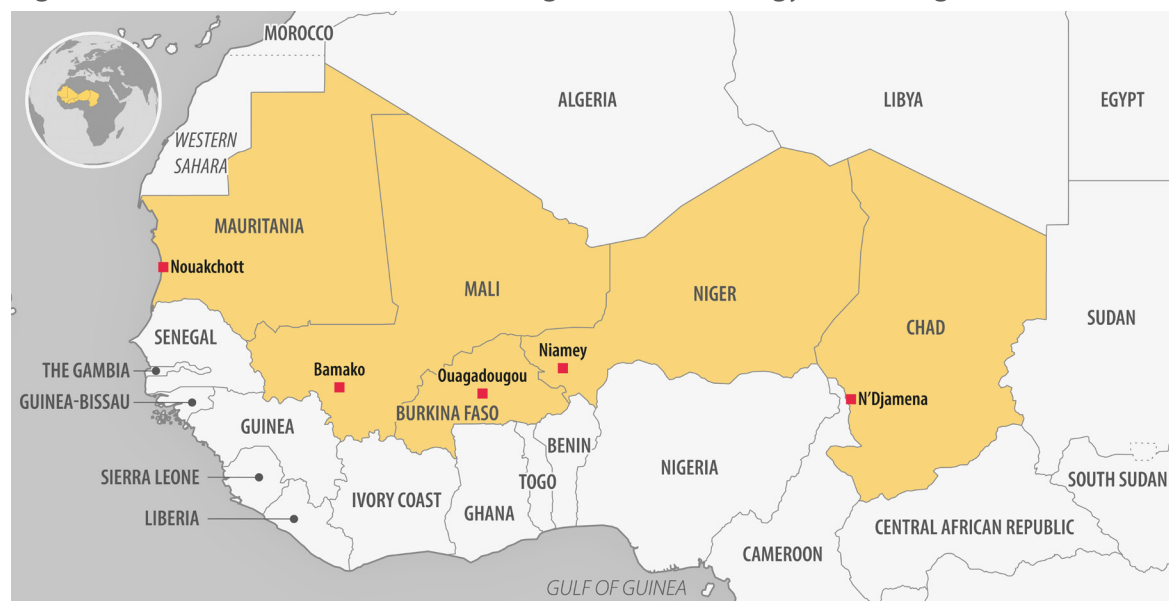 MOROCCO
ALGERIA
LIBYA
EGYPT
WESTERN
SAHARA
MAURITANIA
Nouakchott
MALI
NIGER
CHAD
SUDAN
SENEGAL
THE GAMBIA
GUINEA-BISSAU
Bamako
Ouagadougou
Niamey
N'Djamena
BURKINA FASO
GUINEA
SIERRA LEONE
LIBERIA
IVORY COAST
GHANA
TOGO
BENIN
NIGERIA
CAMEROON
CENTRAL AFRICAN REPUBLIC
SOUTH SUDAN
GULF OF GUINEA